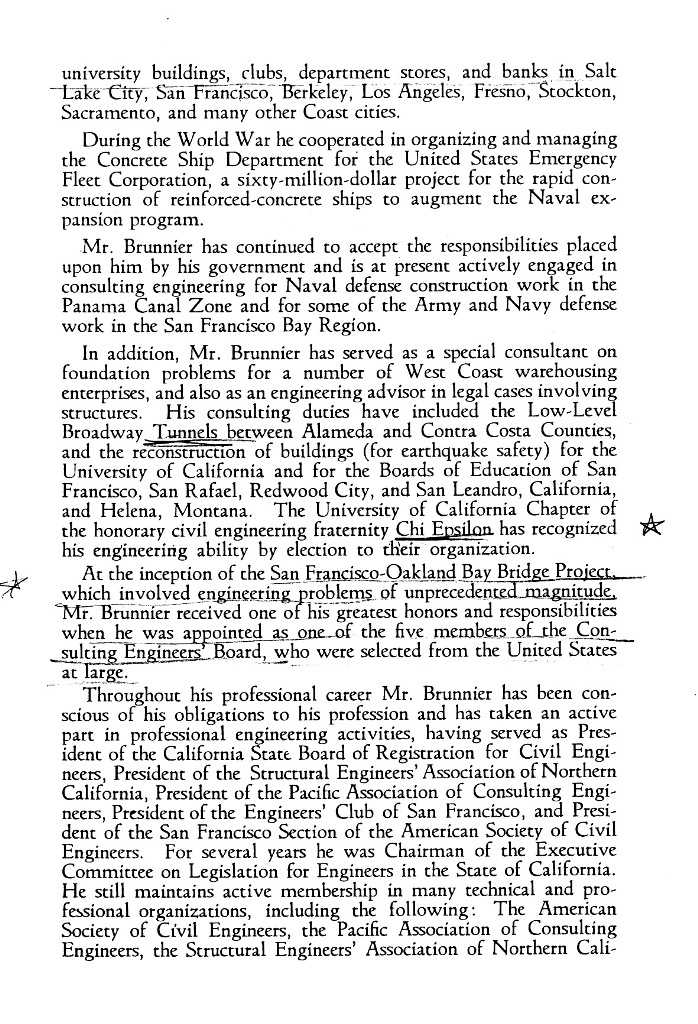 university buildings, clubs, department stores, and banks in Salt
Lake City, San Francisco, Berkeley, Los Angeles, Fresno, Stockton,
Sacramento, and many other Coast cities.
During the World War he cooperated in organizing and managing
the Concrete Ship Department for the United States Emergency
Fleet Corporation, a sixty-million-dollar project for the rapid con-
struction of reinforced-concrete ships to augment the Naval ex-
pansion program.
Mr. Brunnier has continued to accept the responsibilities placed
upon him by his government and is at present actively engaged in
consulting engineering for Naval defense construction work in the
Panama Canal Zone and for some of the Army and Navy defense
work in the San Francisco Bay Region.
In addition, Mr. Brunnier has served as a special consultant on
foundation problems for a number of West Coast warehousing
enterprises, and also as an engineering advisor in legal cases involving
structures. His consulting duties have included the Low-Level
Broadway Tunnels between Alameda and Contra Costa Counties,
and the reconstruction of buildings (for earthquake safety) for the
University of California and for the Boards of Education of San
Francisco, San Rafael, Redwood City, and San Leandro, California,
and Helena, Montana. The University of California Chapter of
the honorary civil engineering fraternity Chi Epsilon has recognized
his engineering ability by election to their organization.
At the inception of the San Francisco-Oakland Bay Bridge Project,
which involved engineering problems of unprecedented magnitude,
Mr. Brunnier received one of his greatest honors and responsibilities
when he was appointed as one of the five members of the Con-
sulting Engineers' Board, who were selected from the United States
at large.
Throughout his professional career Mr. Brunnier has been con-
scious of his obligations to his profession and has taken an active
part in professional engineering activities, having served as Pres-
ident of the California State Board of Registration for Civil Engi-
neers, President of the Structural Engineers' Association of Northern
California, President of the Pacific Association of Consulting Engi-
neers, President of the Engineers' Club of San Francisco, and Presi-
dent of the San Francisco Section of the American Society of Civil
Engineers. For several years he was Chairman of the Executive
Committee on Legislation for Engineers in the State of California.
He still maintains active membership in many technical and pro-
fessional organizations, including the following: The American
Society of Civil Engineers, the Pacific Association of Consulting
Engineers, the Structural Engineers' Association of Northern Cali-